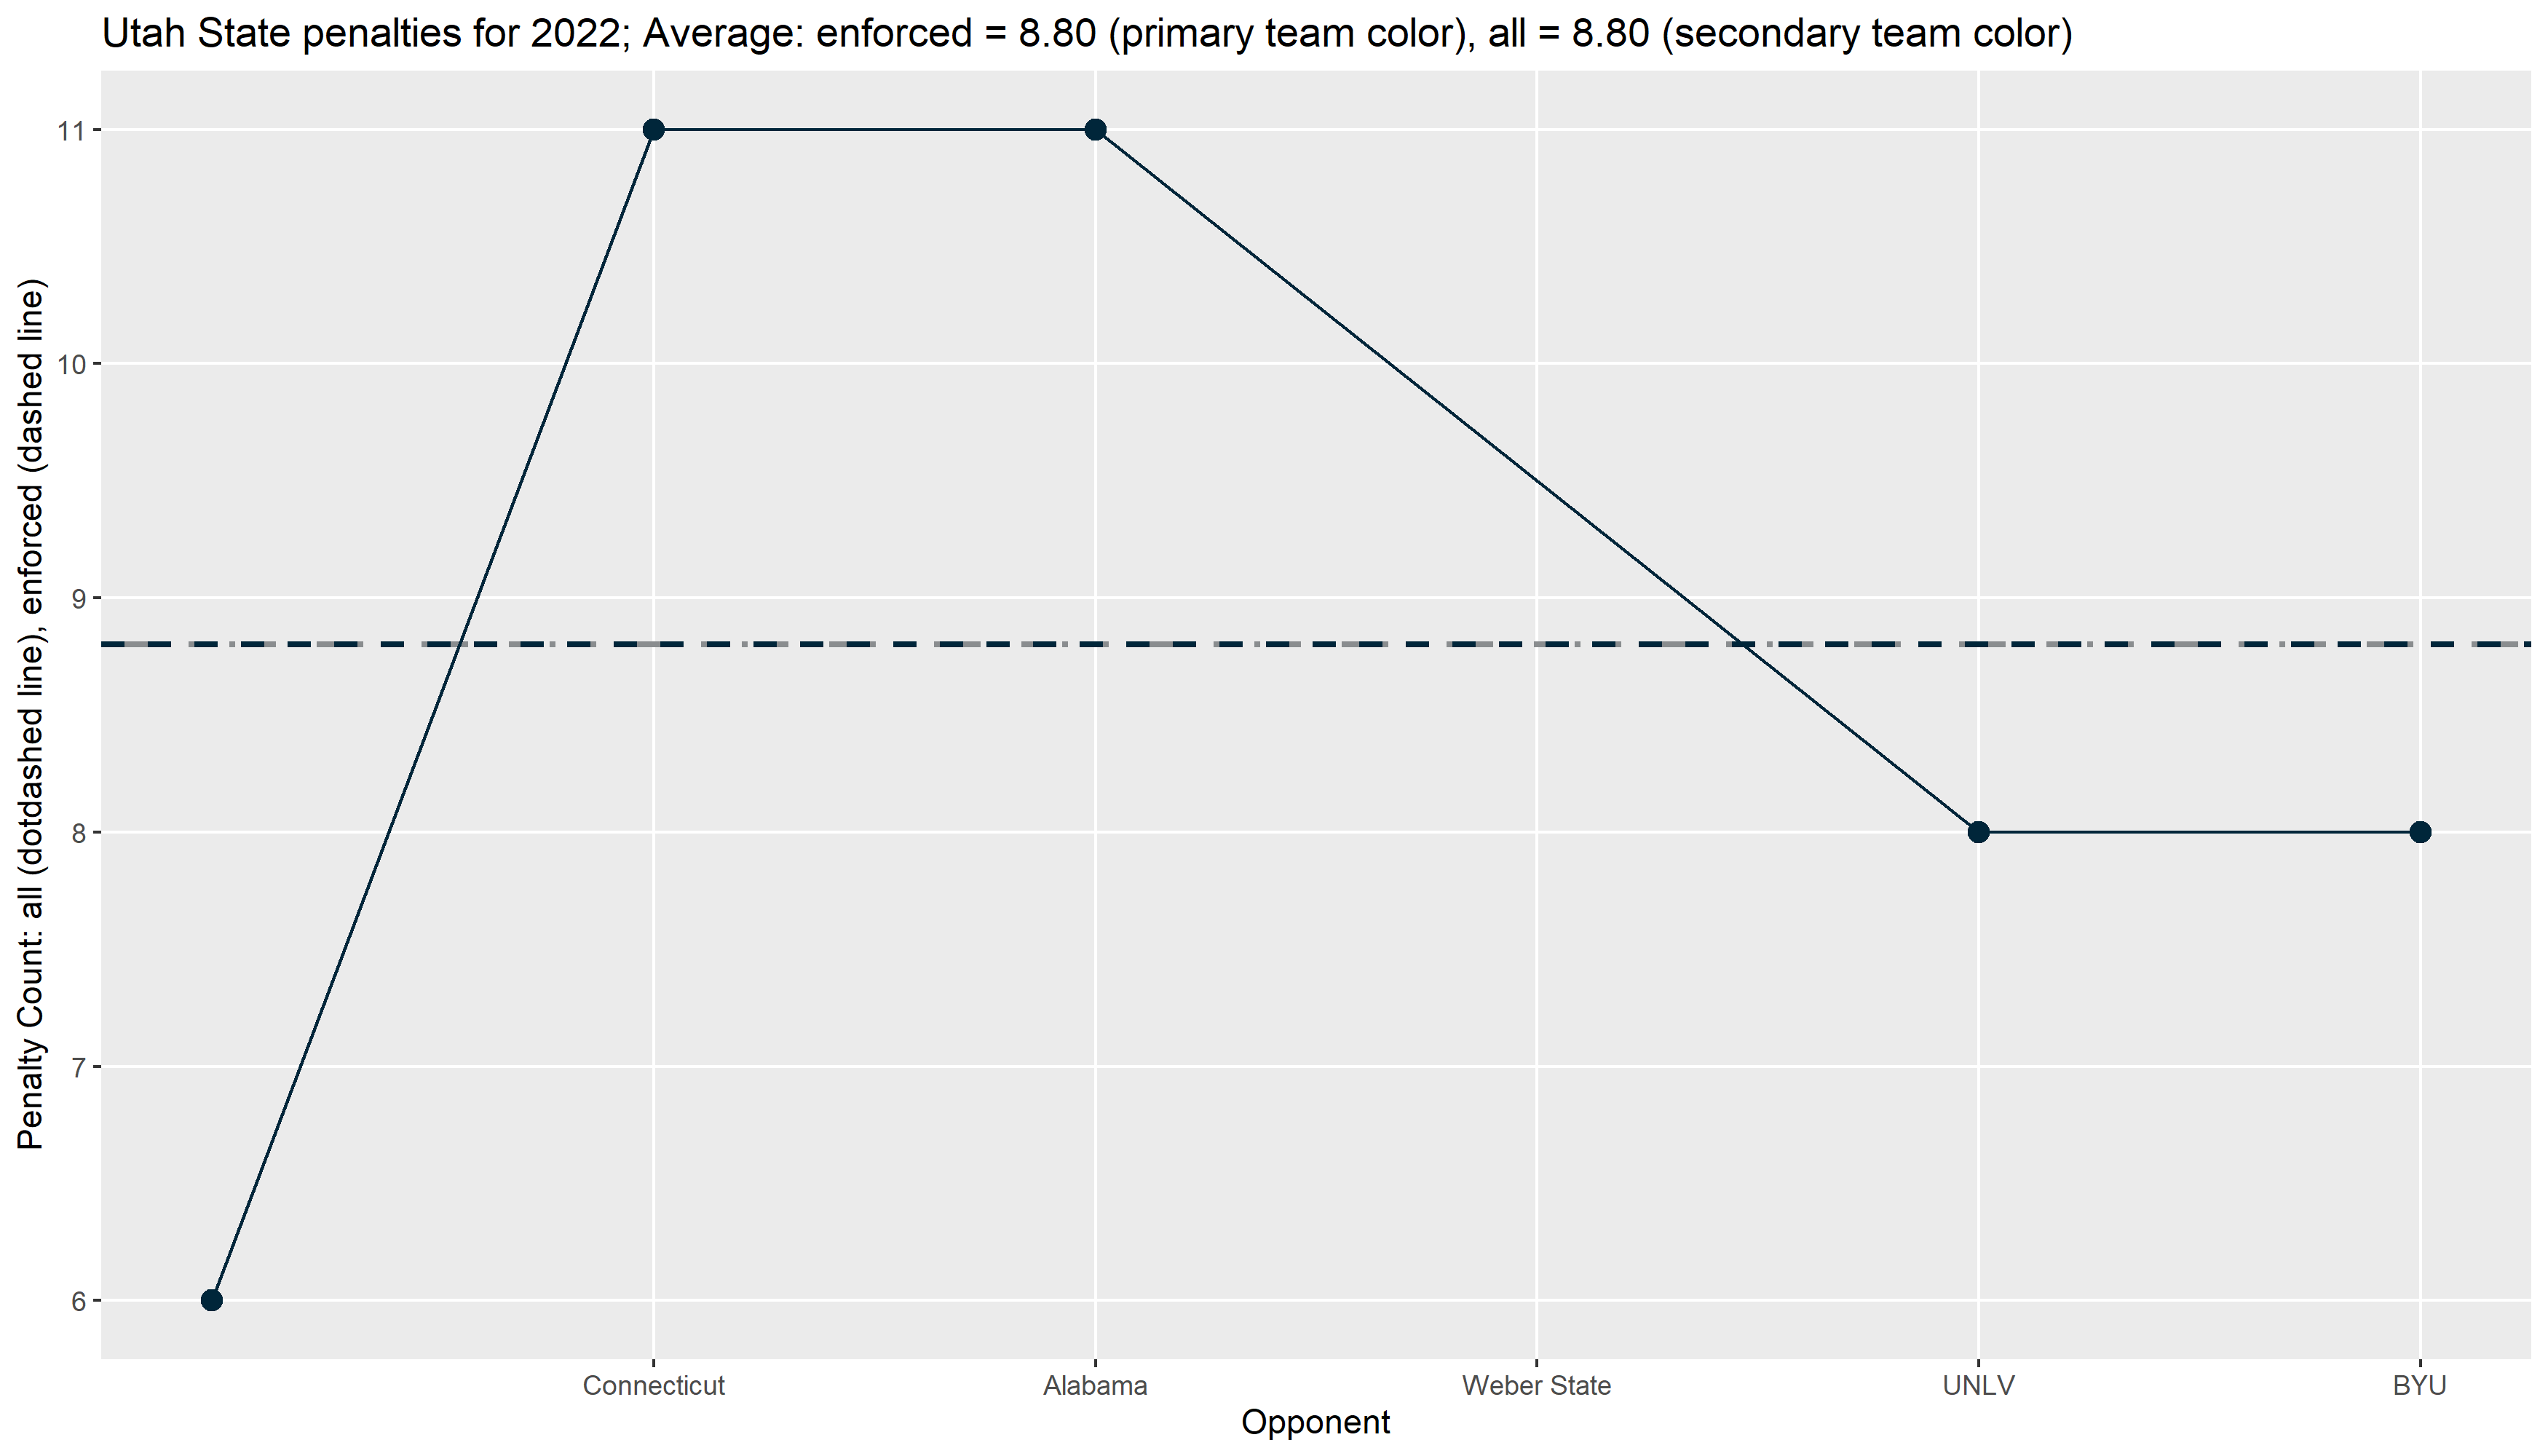 Utah State penalties for 2022; Average: enforced = 8.80 (primary team color), all = 8.80 (secondary team color)
Penalty Count: all (dotdashed line), enforced (dashed line)
11
10
9
8
7
6
Connecticut
Alabama
Weber State
UNLV
BYU
Opponent